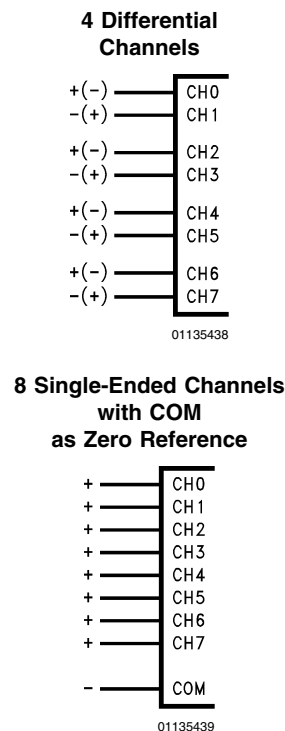 4 Differential
Channels
+(−) CH0
−(+) CH1
+(−) CH2
−(+) CH3
+(−) CH4
−(+) CH5
+(−) CH6
−(+) CH7
01135438
8 Single-Ended Channels
with COM
as Zero Reference
+ CH0
+ CH1
+ CH2
+ CH3
+ CH4
+ CH5
+ CH6
+ CH7
− COM
01135439